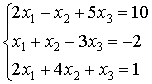 2x₁ − x₂ + 5x₃ = 10
x₁ + x₂ − 3x₃ = −2
2x₁ + 4x₂ + x₃ = 1